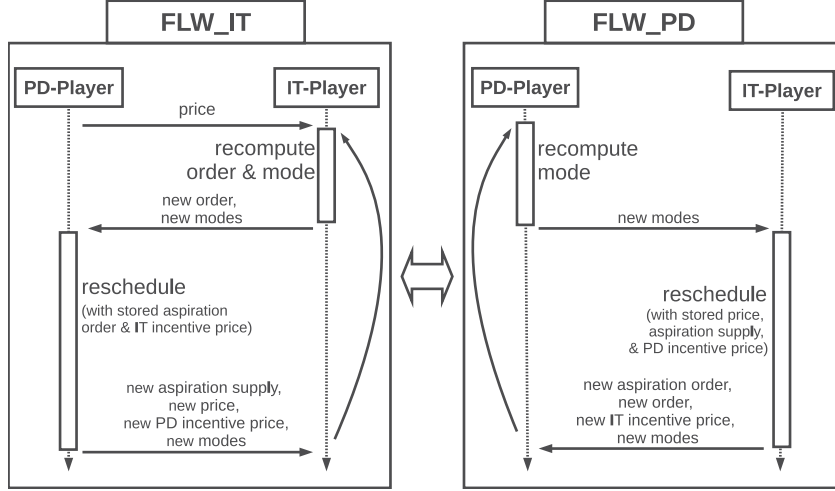 FLW_IT
PD-Player
IT-Player
price
recompute
order & mode
new order,
new modes
reschedule
(with stored aspiration
order & IT incentive price)
new aspiration supply,
new price,
new PD incentive price,
new modes
FLW_PD
PD-Player
IT-Player
recompute
mode
new modes
reschedule
(with stored price,
aspiration supply,
& PD incentive price)
new aspiration order,
new order,
new IT incentive price,
new modes